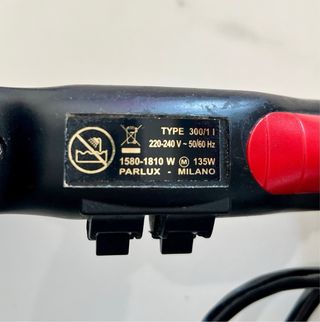 TYPE 300/1 I
220-240 V ~ 50/60 Hz
1580-1810 W Ⓜ 135W
PARLUX - MILANO